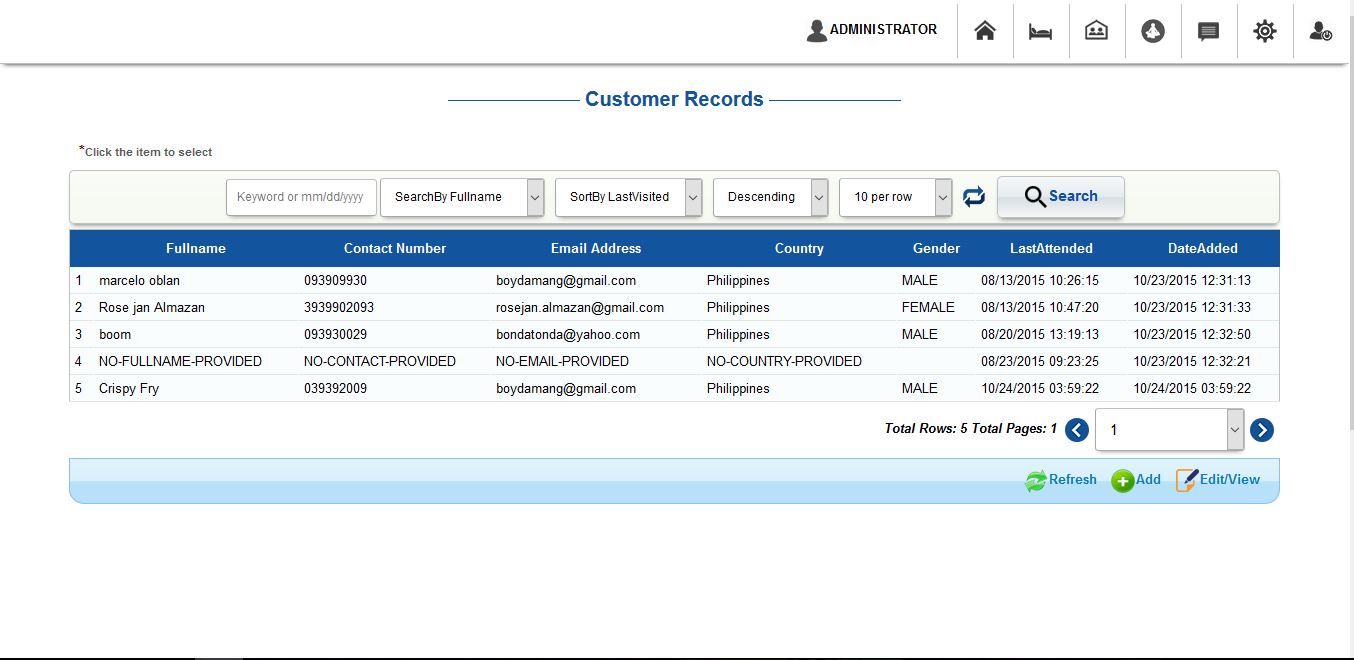 ADMINISTRATOR
Customer Records
*Click the item to select
Keyword or mm/dd/yyyy SearchBy Fullname SortBy LastVisited Descending 10 per row Search
Fullname Contact Number Email Address Country Gender LastAttended DateAdded
1 marcelo oblan 093909930 boydamang@gmail.com Philippines MALE 08/13/2015 10:26:15 10/23/2015 12:31:13
2 Rose jan Almazan 3939902093 rosejan.almazan@gmail.com Philippines FEMALE 08/13/2015 10:47:20 10/23/2015 12:31:33
3 boom 093930029 bondatonda@yahoo.com Philippines MALE 08/20/2015 13:19:13 10/23/2015 12:32:50
4 NO-FULLNAME-PROVIDED NO-CONTACT-PROVIDED NO-EMAIL-PROVIDED NO-COUNTRY-PROVIDED 08/23/2015 09:23:25 10/23/2015 12:32:21
5 Crispy Fry 039392009 boydamang@gmail.com Philippines MALE 10/24/2015 03:59:22 10/24/2015 03:59:22
Total Rows: 5 Total Pages: 1 1
Refresh Add Edit/View